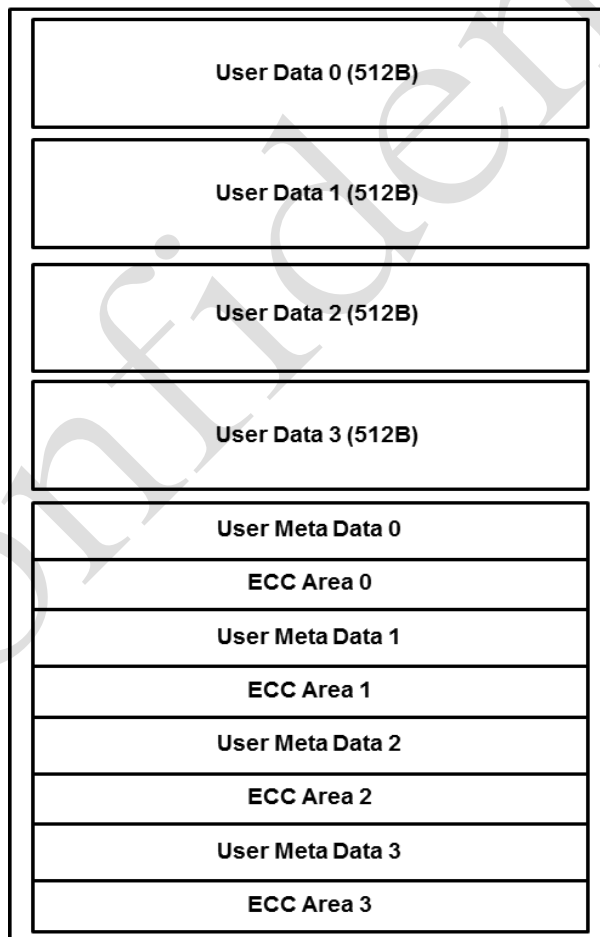 User Data 0 (512B)
User Data 1 (512B)
User Data 2 (512B)
User Data 3 (512B)
User Meta Data 0
ECC Area 0
User Meta Data 1
ECC Area 1
User Meta Data 2
ECC Area 2
User Meta Data 3
ECC Area 3